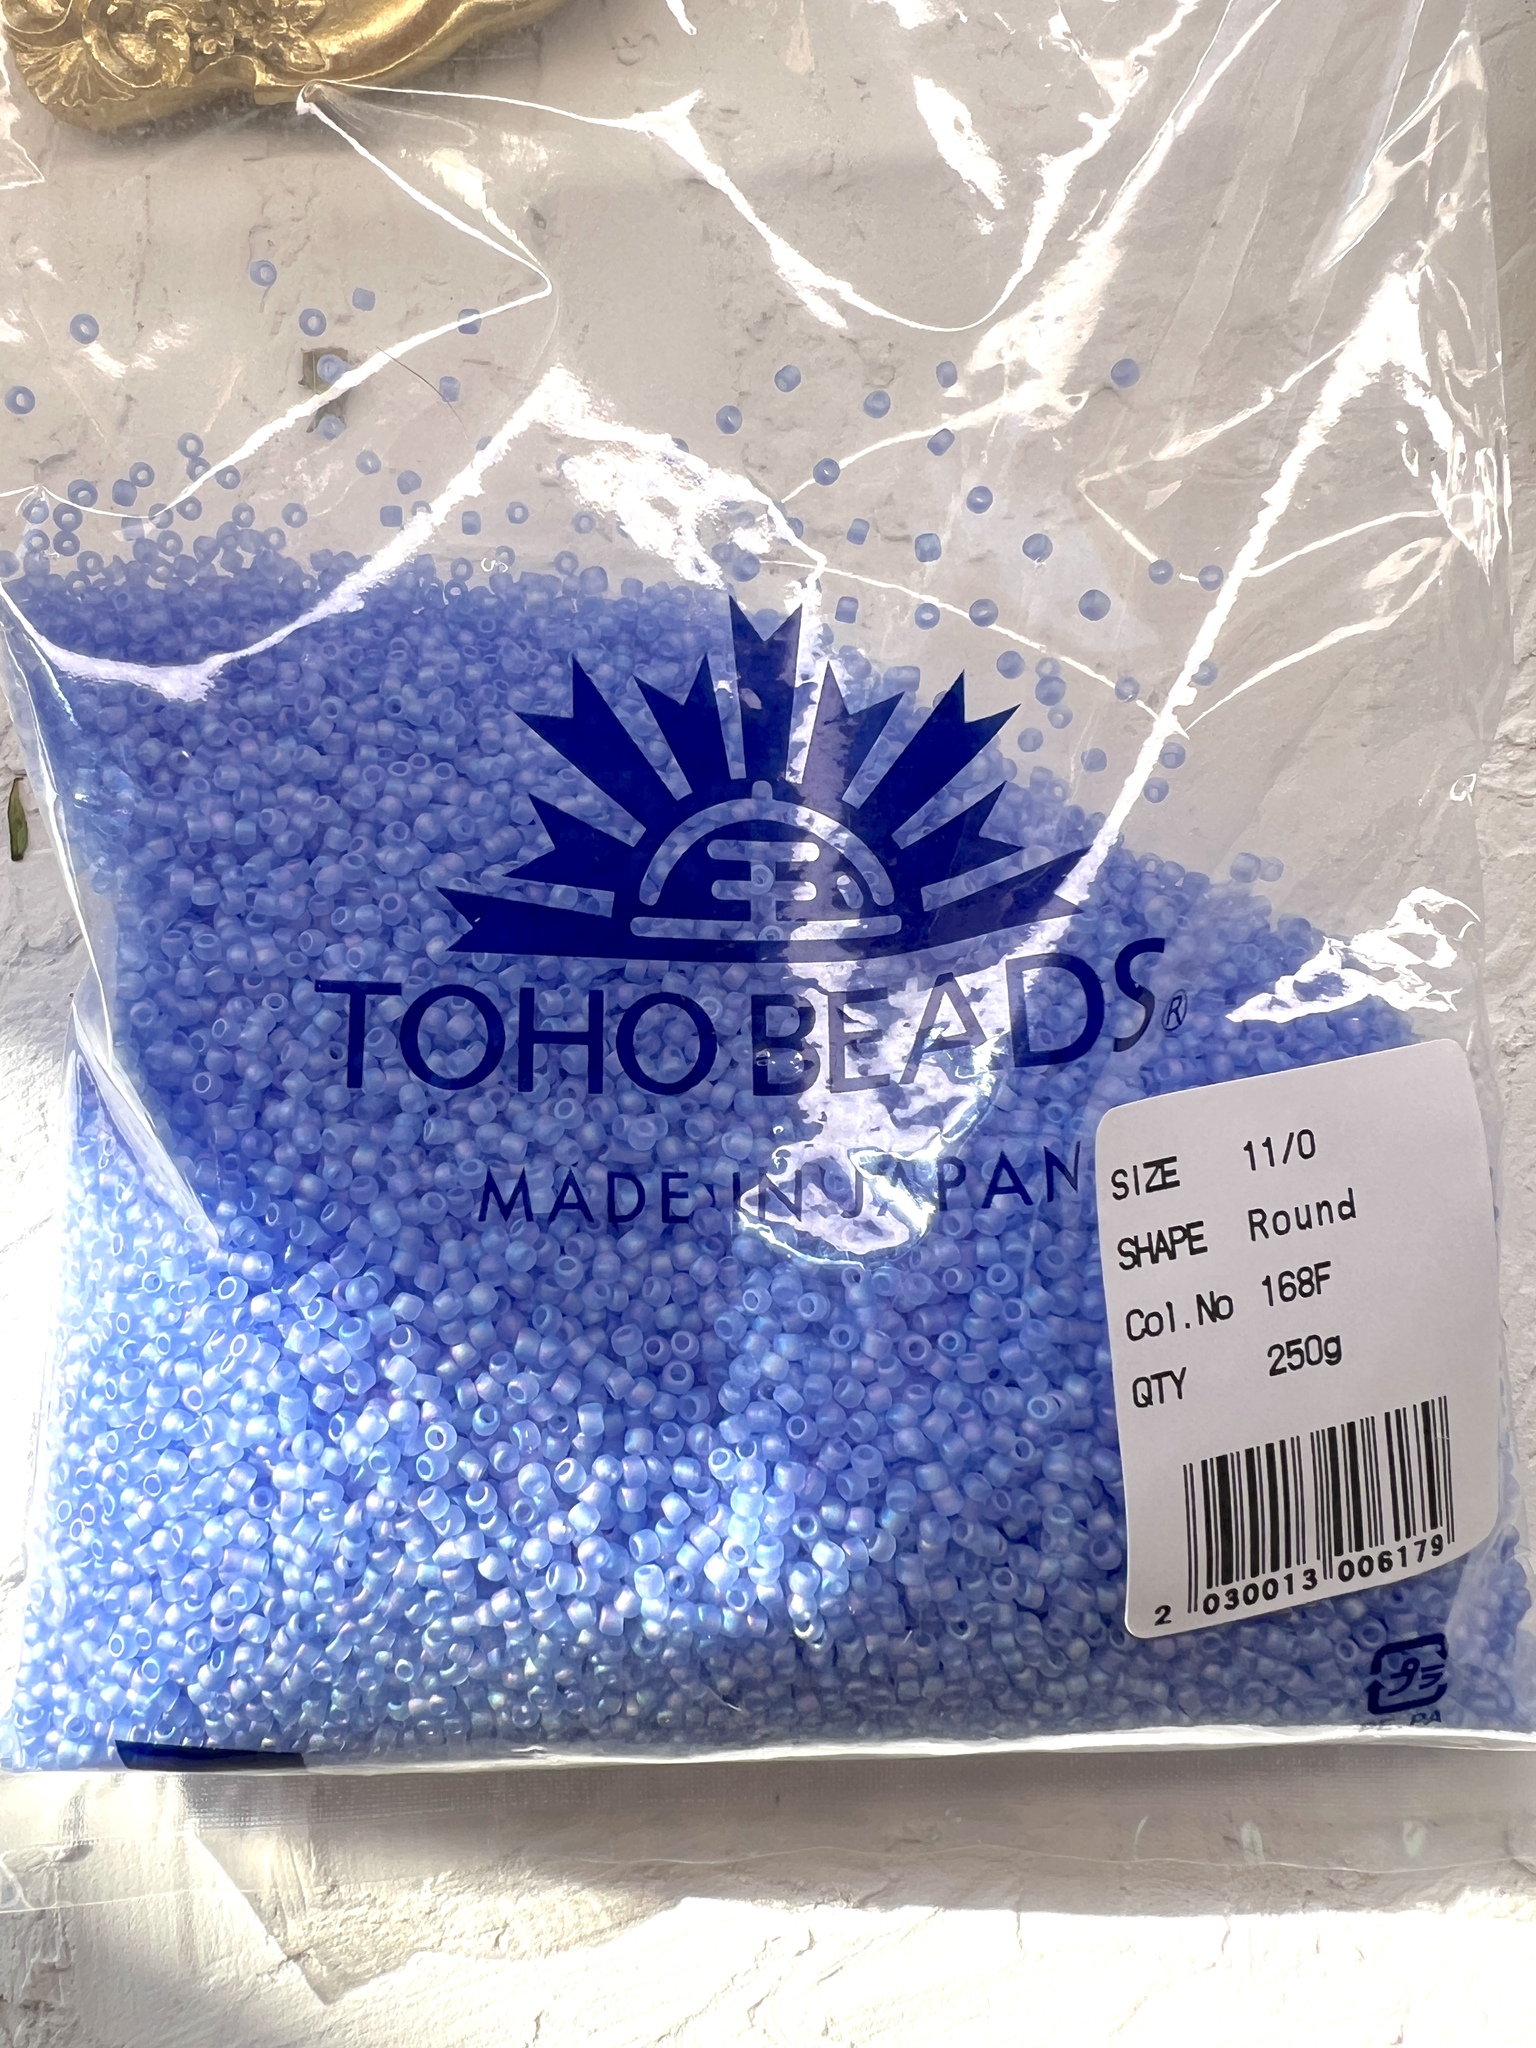 TOHO BEADS®
MADE IN JAPAN
SIZE 11/0
SHAPE Round
Col.No 168F
QTY 250g
2 030013 006179